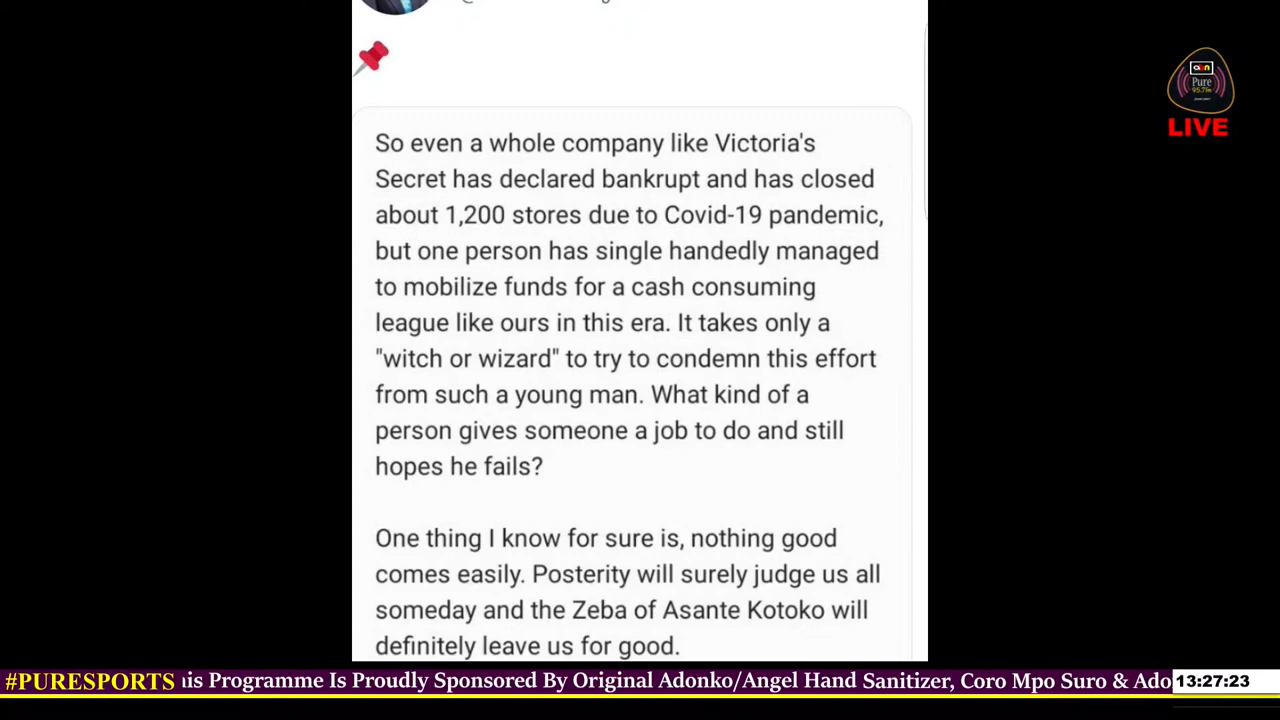 abn
Pure
95.7fm
LIVE
So even a whole company like Victoria's
Secret has declared bankrupt and has closed
about 1,200 stores due to Covid-19 pandemic,
but one person has single handedly managed
to mobilize funds for a cash consuming
league like ours in this era. It takes only a
"witch or wizard" to try to condemn this effort
from such a young man. What kind of a
person gives someone a job to do and still
hopes he fails?
One thing I know for sure is, nothing good
comes easily. Posterity will surely judge us all
someday and the Zeba of Asante Kotoko will
definitely leave us for good.
#PURESPORTS his Programme Is Proudly Sponsored By Original Adonko/Angel Hand Sanitizer, Coro Mpo Suro & Ado 13:27:23